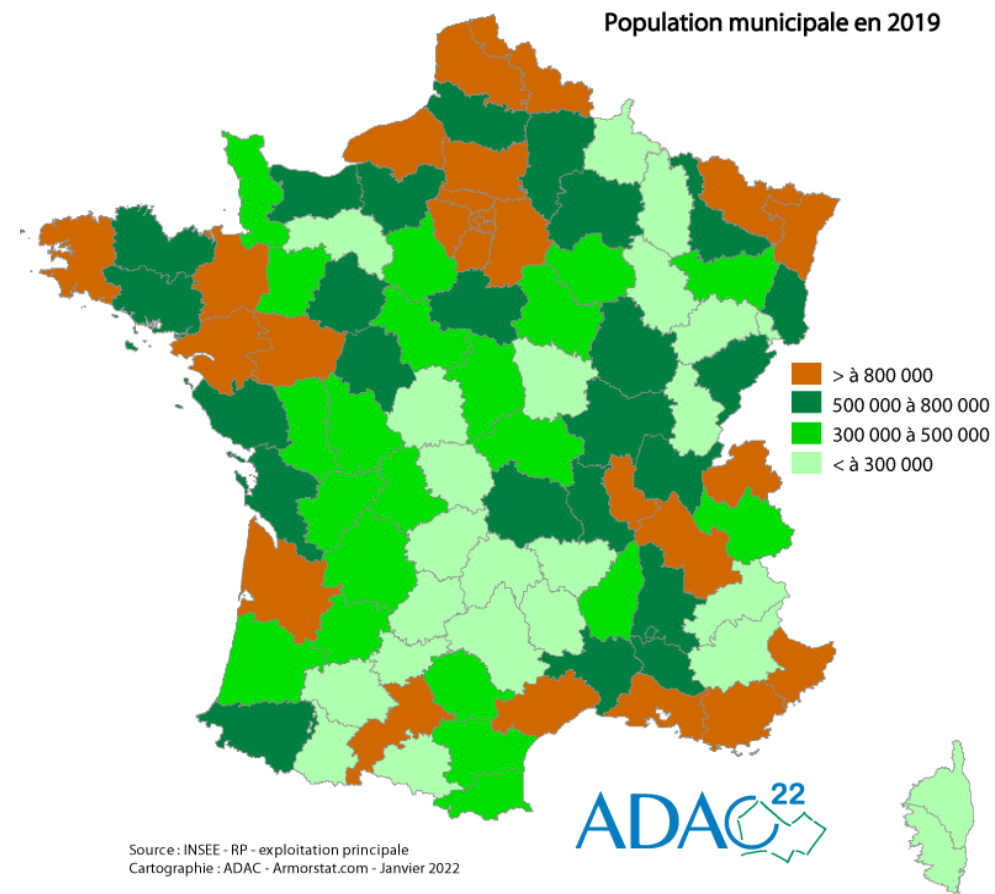 Population municipale en 2019
> à 800 000
500 000 à 800 000
300 000 à 500 000
< à 300 000
ADAC 22
Source : INSEE - RP - exploitation principale
Cartographie : ADAC - Armorstat.com - Janvier 2022